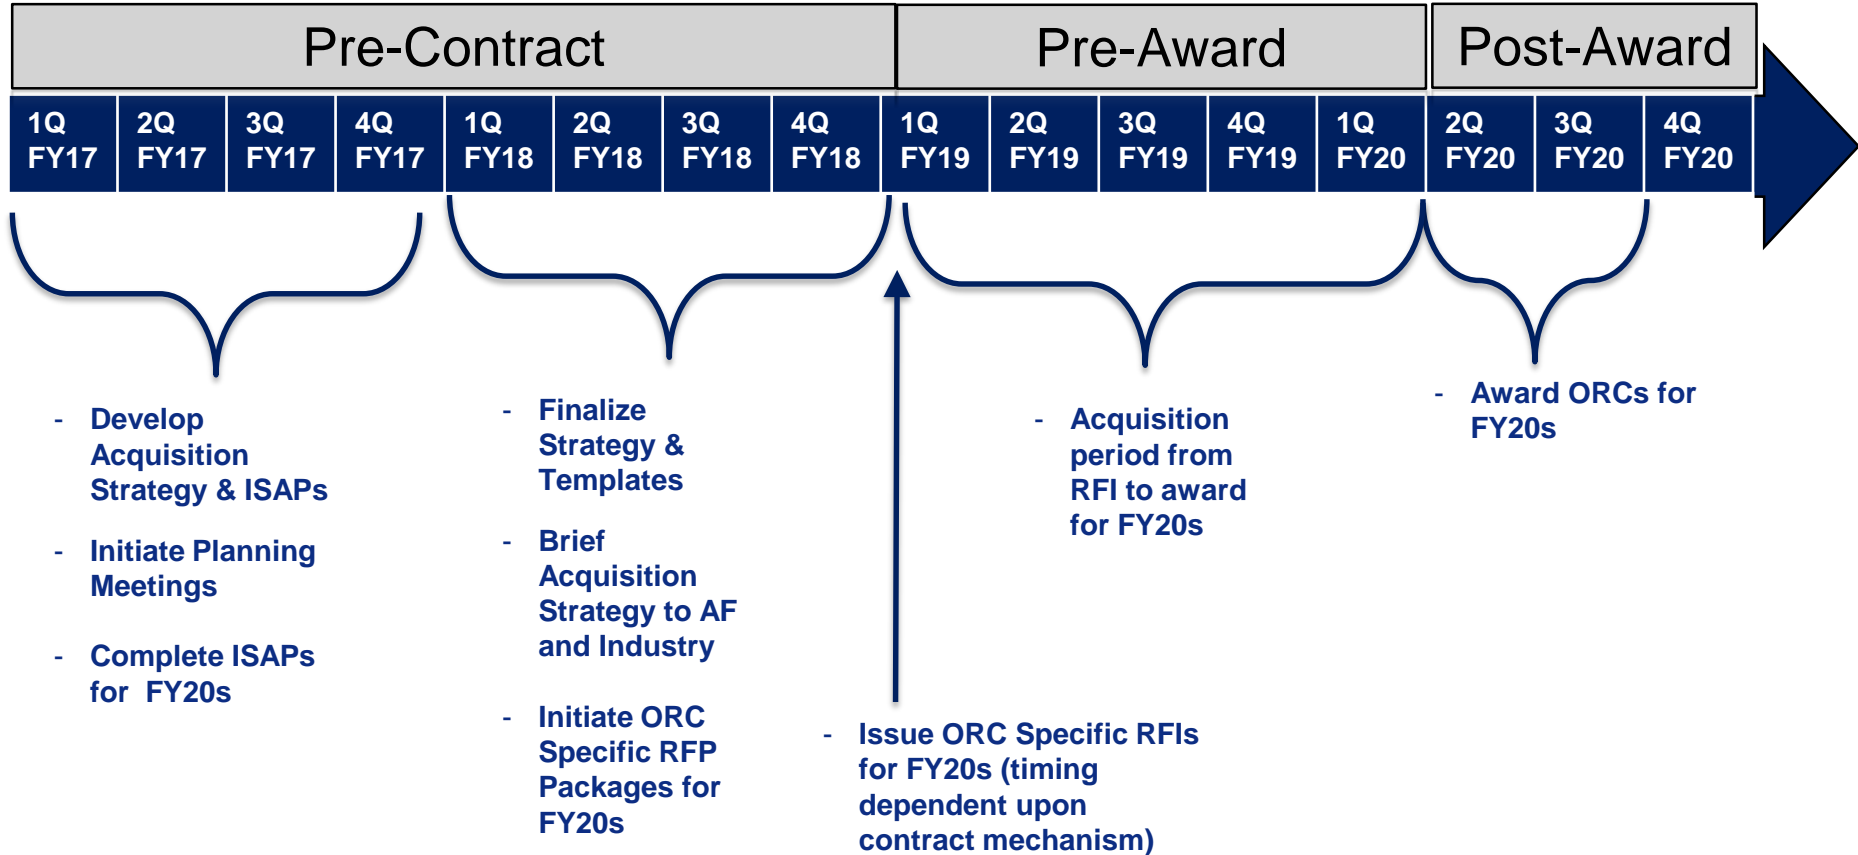 Pre-Contract
Pre-Award
Post-Award
1Q
FY17
2Q
FY17
3Q
FY17
4Q
FY17
1Q
FY18
2Q
FY18
3Q
FY18
4Q
FY18
1Q
FY19
2Q
FY19
3Q
FY19
4Q
FY19
1Q
FY20
2Q
FY20
3Q
FY20
4Q
FY20
- Develop
Acquisition
Strategy & ISAPs
- Initiate Planning
Meetings
- Complete ISAPs
for FY20s
- Finalize
Strategy &
Templates
- Brief
Acquisition
Strategy to AF
and Industry
- Initiate ORC
Specific RFP
Packages for
FY20s
- Issue ORC Specific RFIs
for FY20s (timing
dependent upon
contract mechanism)
- Acquisition
period from
RFI to award
for FY20s
- Award ORCs for
FY20s